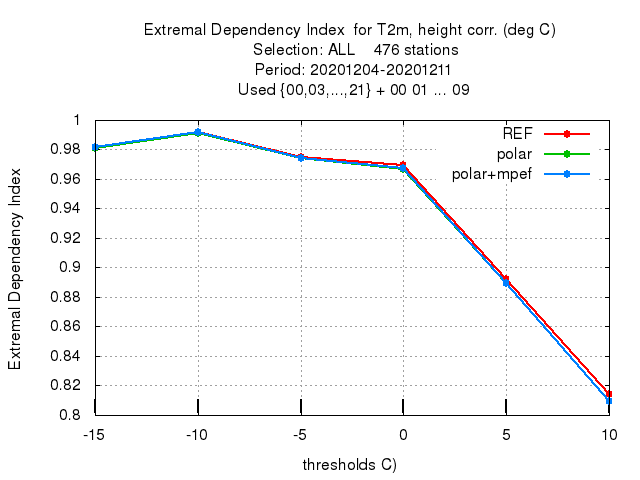 Extremal Dependency Index  for T2m, height corr. (deg C)
Selection: ALL    476 stations
Period: 20201204-20201211
Used {00,03,...,21} + 00 01 ... 09
Extremal Dependency Index
1
0.98
0.96
0.94
0.92
0.9
0.88
0.86
0.84
0.82
0.8
REF
polar
polar+mpef
-15 -10 -5 0 5 10
thresholds C)